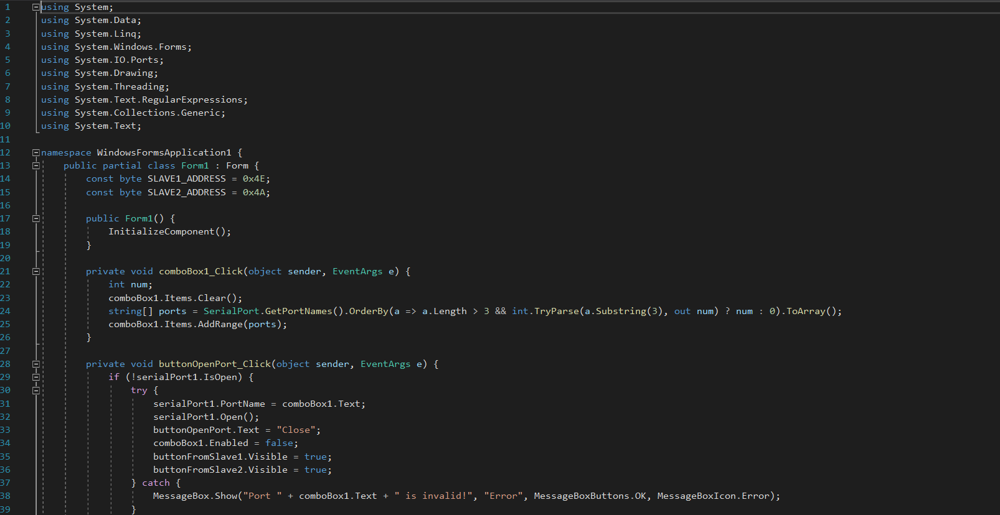 1 using System;
2 using System.Data;
3 using System.Linq;
4 using System.Windows.Forms;
5 using System.IO.Ports;
6 using System.Drawing;
7 using System.Threading;
8 using System.Text.RegularExpressions;
9 using System.Collections.Generic;
10 using System.Text;
11
12 namespace WindowsFormsApplication1 {
13 public partial class Form1 : Form {
14 const byte SLAVE1_ADDRESS = 0x4E;
15 const byte SLAVE2_ADDRESS = 0x4A;
16
17 public Form1() {
18 InitializeComponent();
19 }
20
21 private void comboBox1_Click(object sender, EventArgs e) {
22 int num;
23 comboBox1.Items.Clear();
24 string[] ports = SerialPort.GetPortNames().OrderBy(a => a.Length > 3 && int.TryParse(a.Substring(3), out num) ? num : 0).ToArray();
25 comboBox1.Items.AddRange(ports);
26 }
27
28 private void buttonOpenPort_Click(object sender, EventArgs e) {
29 if (!serialPort1.IsOpen) {
30 try {
31 serialPort1.PortName = comboBox1.Text;
32 serialPort1.Open();
33 buttonOpenPort.Text = "Close";
34 comboBox1.Enabled = false;
35 buttonFromSlave1.Visible = true;
36 buttonFromSlave2.Visible = true;
37 } catch {
38 MessageBox.Show("Port " + comboBox1.Text + " is invalid!", "Error", MessageBoxButtons.OK, MessageBoxIcon.Error);
39 }